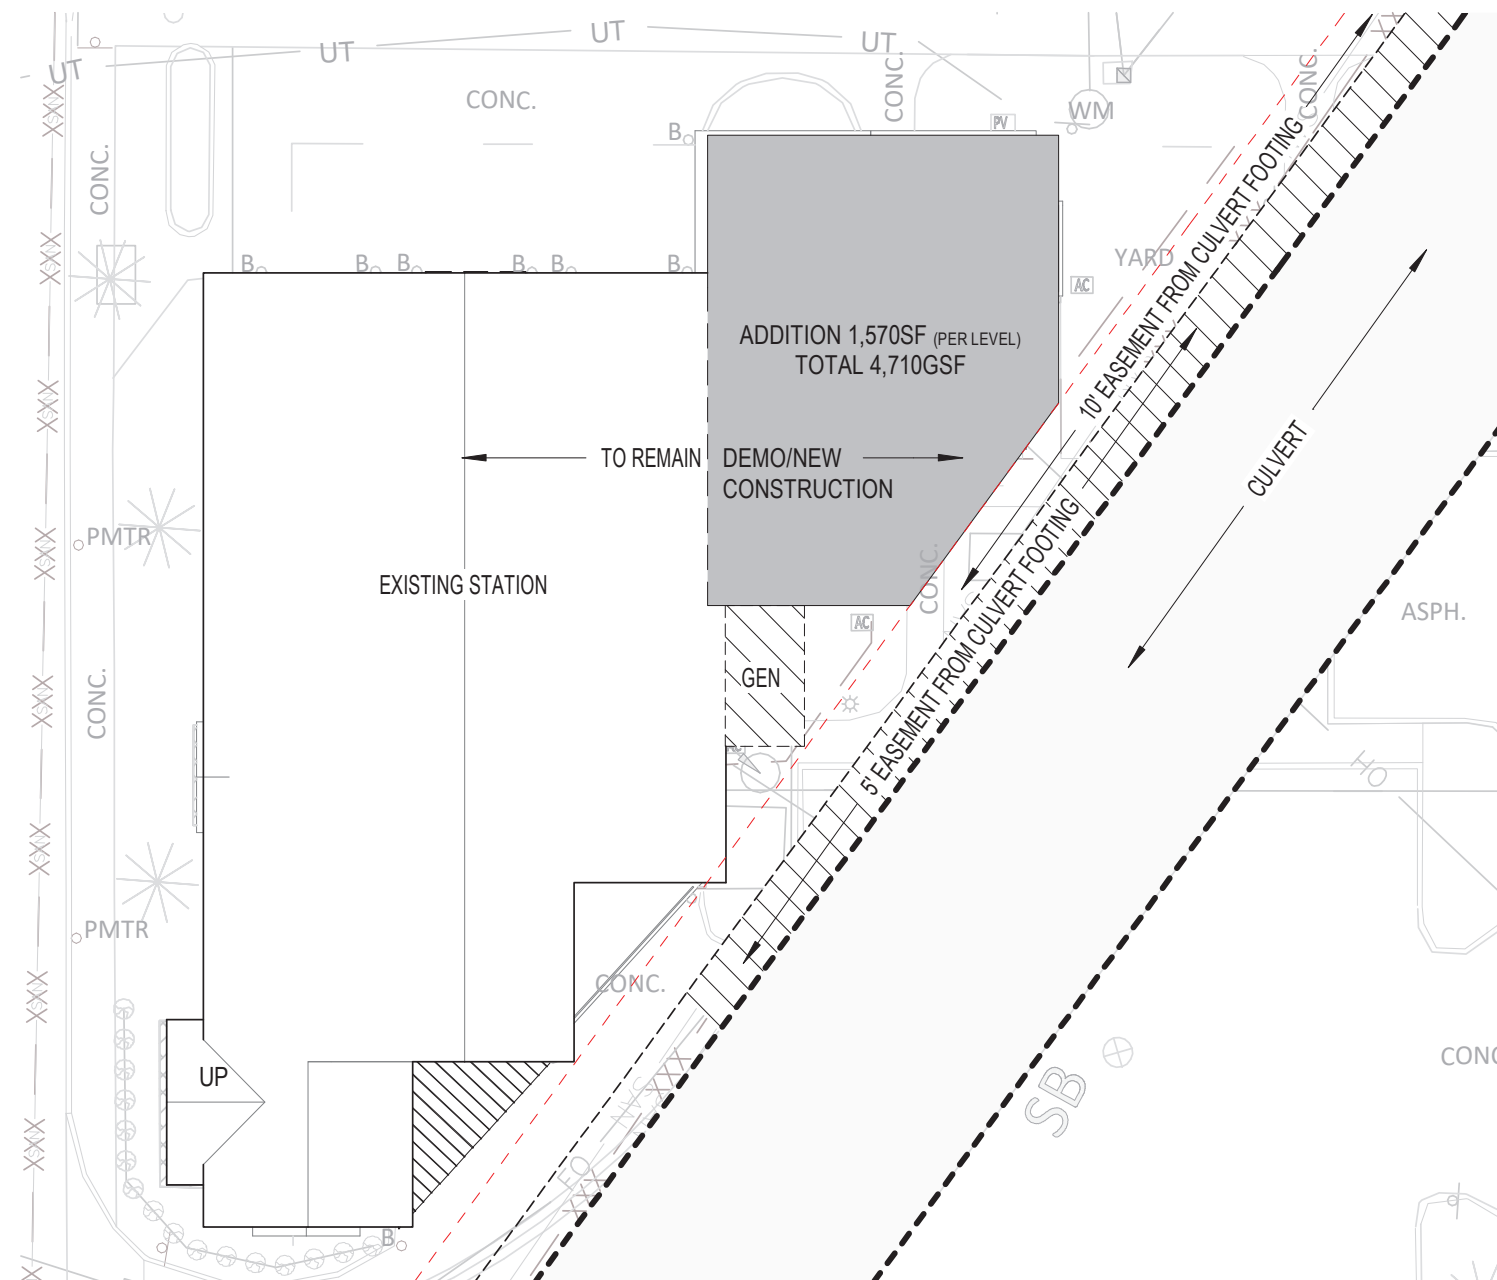 UT
UT
UT
UT
CONC.
CONC.
CONC.
CONC.
WM
PV
B
B
B
B
B
B
B
YARD
AC
10' EASEMENT FROM CULVERT FOOTING
ADDITION 1,570SF (PER LEVEL)
TOTAL 4,710GSF
TO REMAIN
DEMO/NEW
CONSTRUCTION
CULVERT
PMTR
EXISTING STATION
5' EASEMENT FROM CULVERT FOOTING
CONC.
AC
ASPH.
GEN
CONC.
HO
PMTR
CONC.
UP
SB
CONC
EO
B